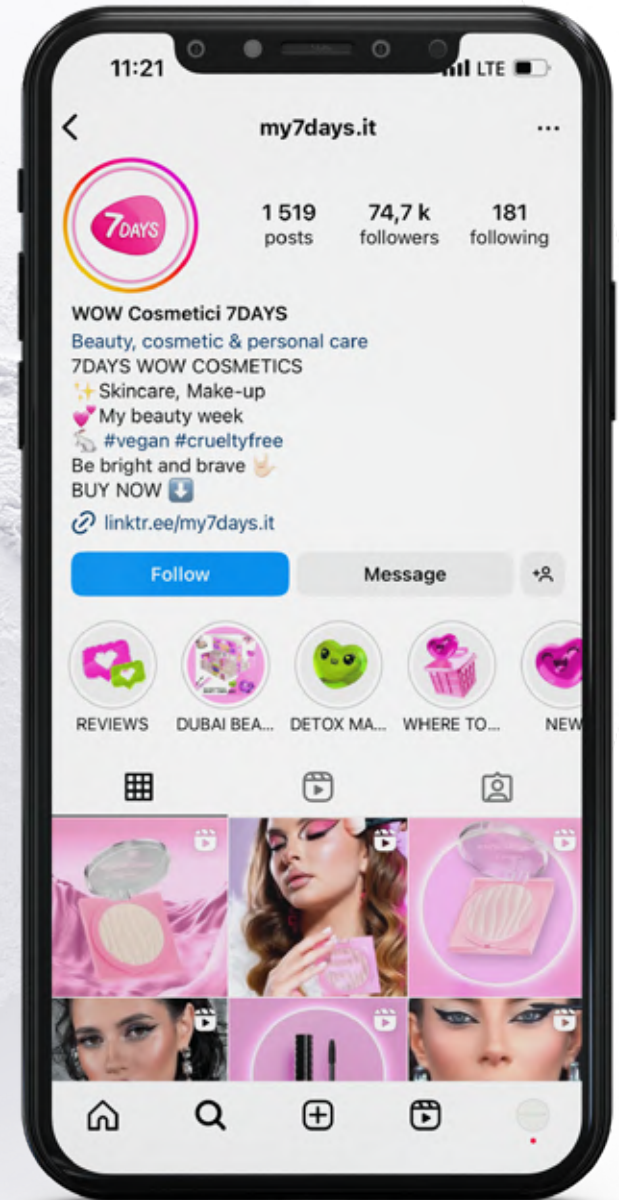 11:21 LTE
my7days.it
7DAYS
1 519 74,7 k 181
posts followers following
WOW Cosmetici 7DAYS
Beauty, cosmetic & personal care
7DAYS WOW COSMETICS
✨Skincare, Make-up
💕My beauty week
🐇 #vegan #crueltyfree
Be bright and brave 🤟🏻
BUY NOW ⬇️
linktr.ee/my7days.it
Follow Message
REVIEWS DUBAI BEA... DETOX MA... WHERE TO... NEW